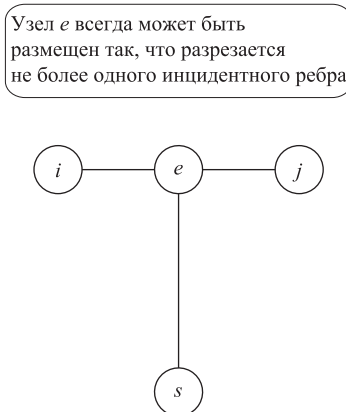 Узел e всегда может быть
размещен так, что разрезается
не более одного инцидентного ребра
i
e
j
s